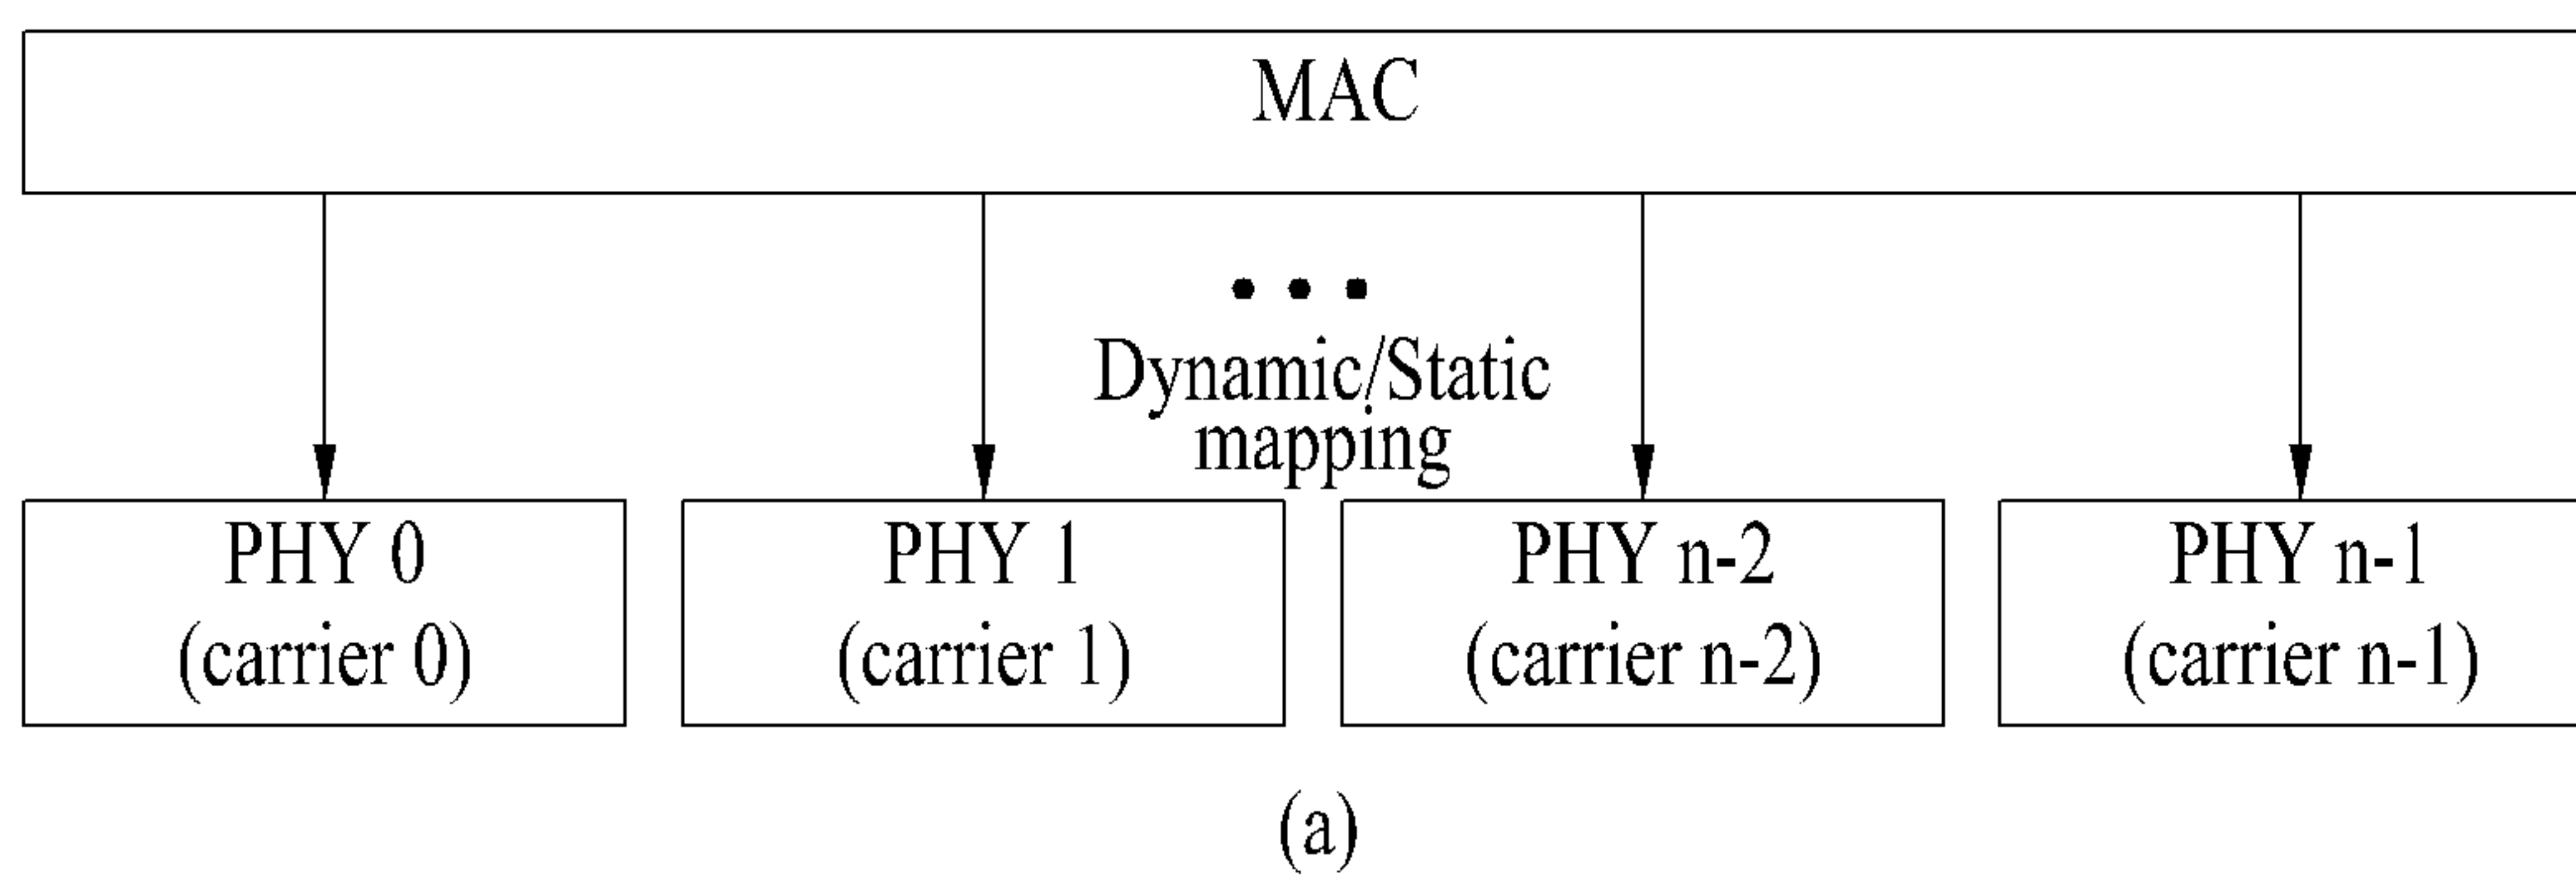 MAC
• • •
Dynamic/Static
mapping
PHY 0
(carrier 0)
PHY 1
(carrier 1)
PHY n-2
(carrier n-2)
PHY n-1
(carrier n-1)
(a)